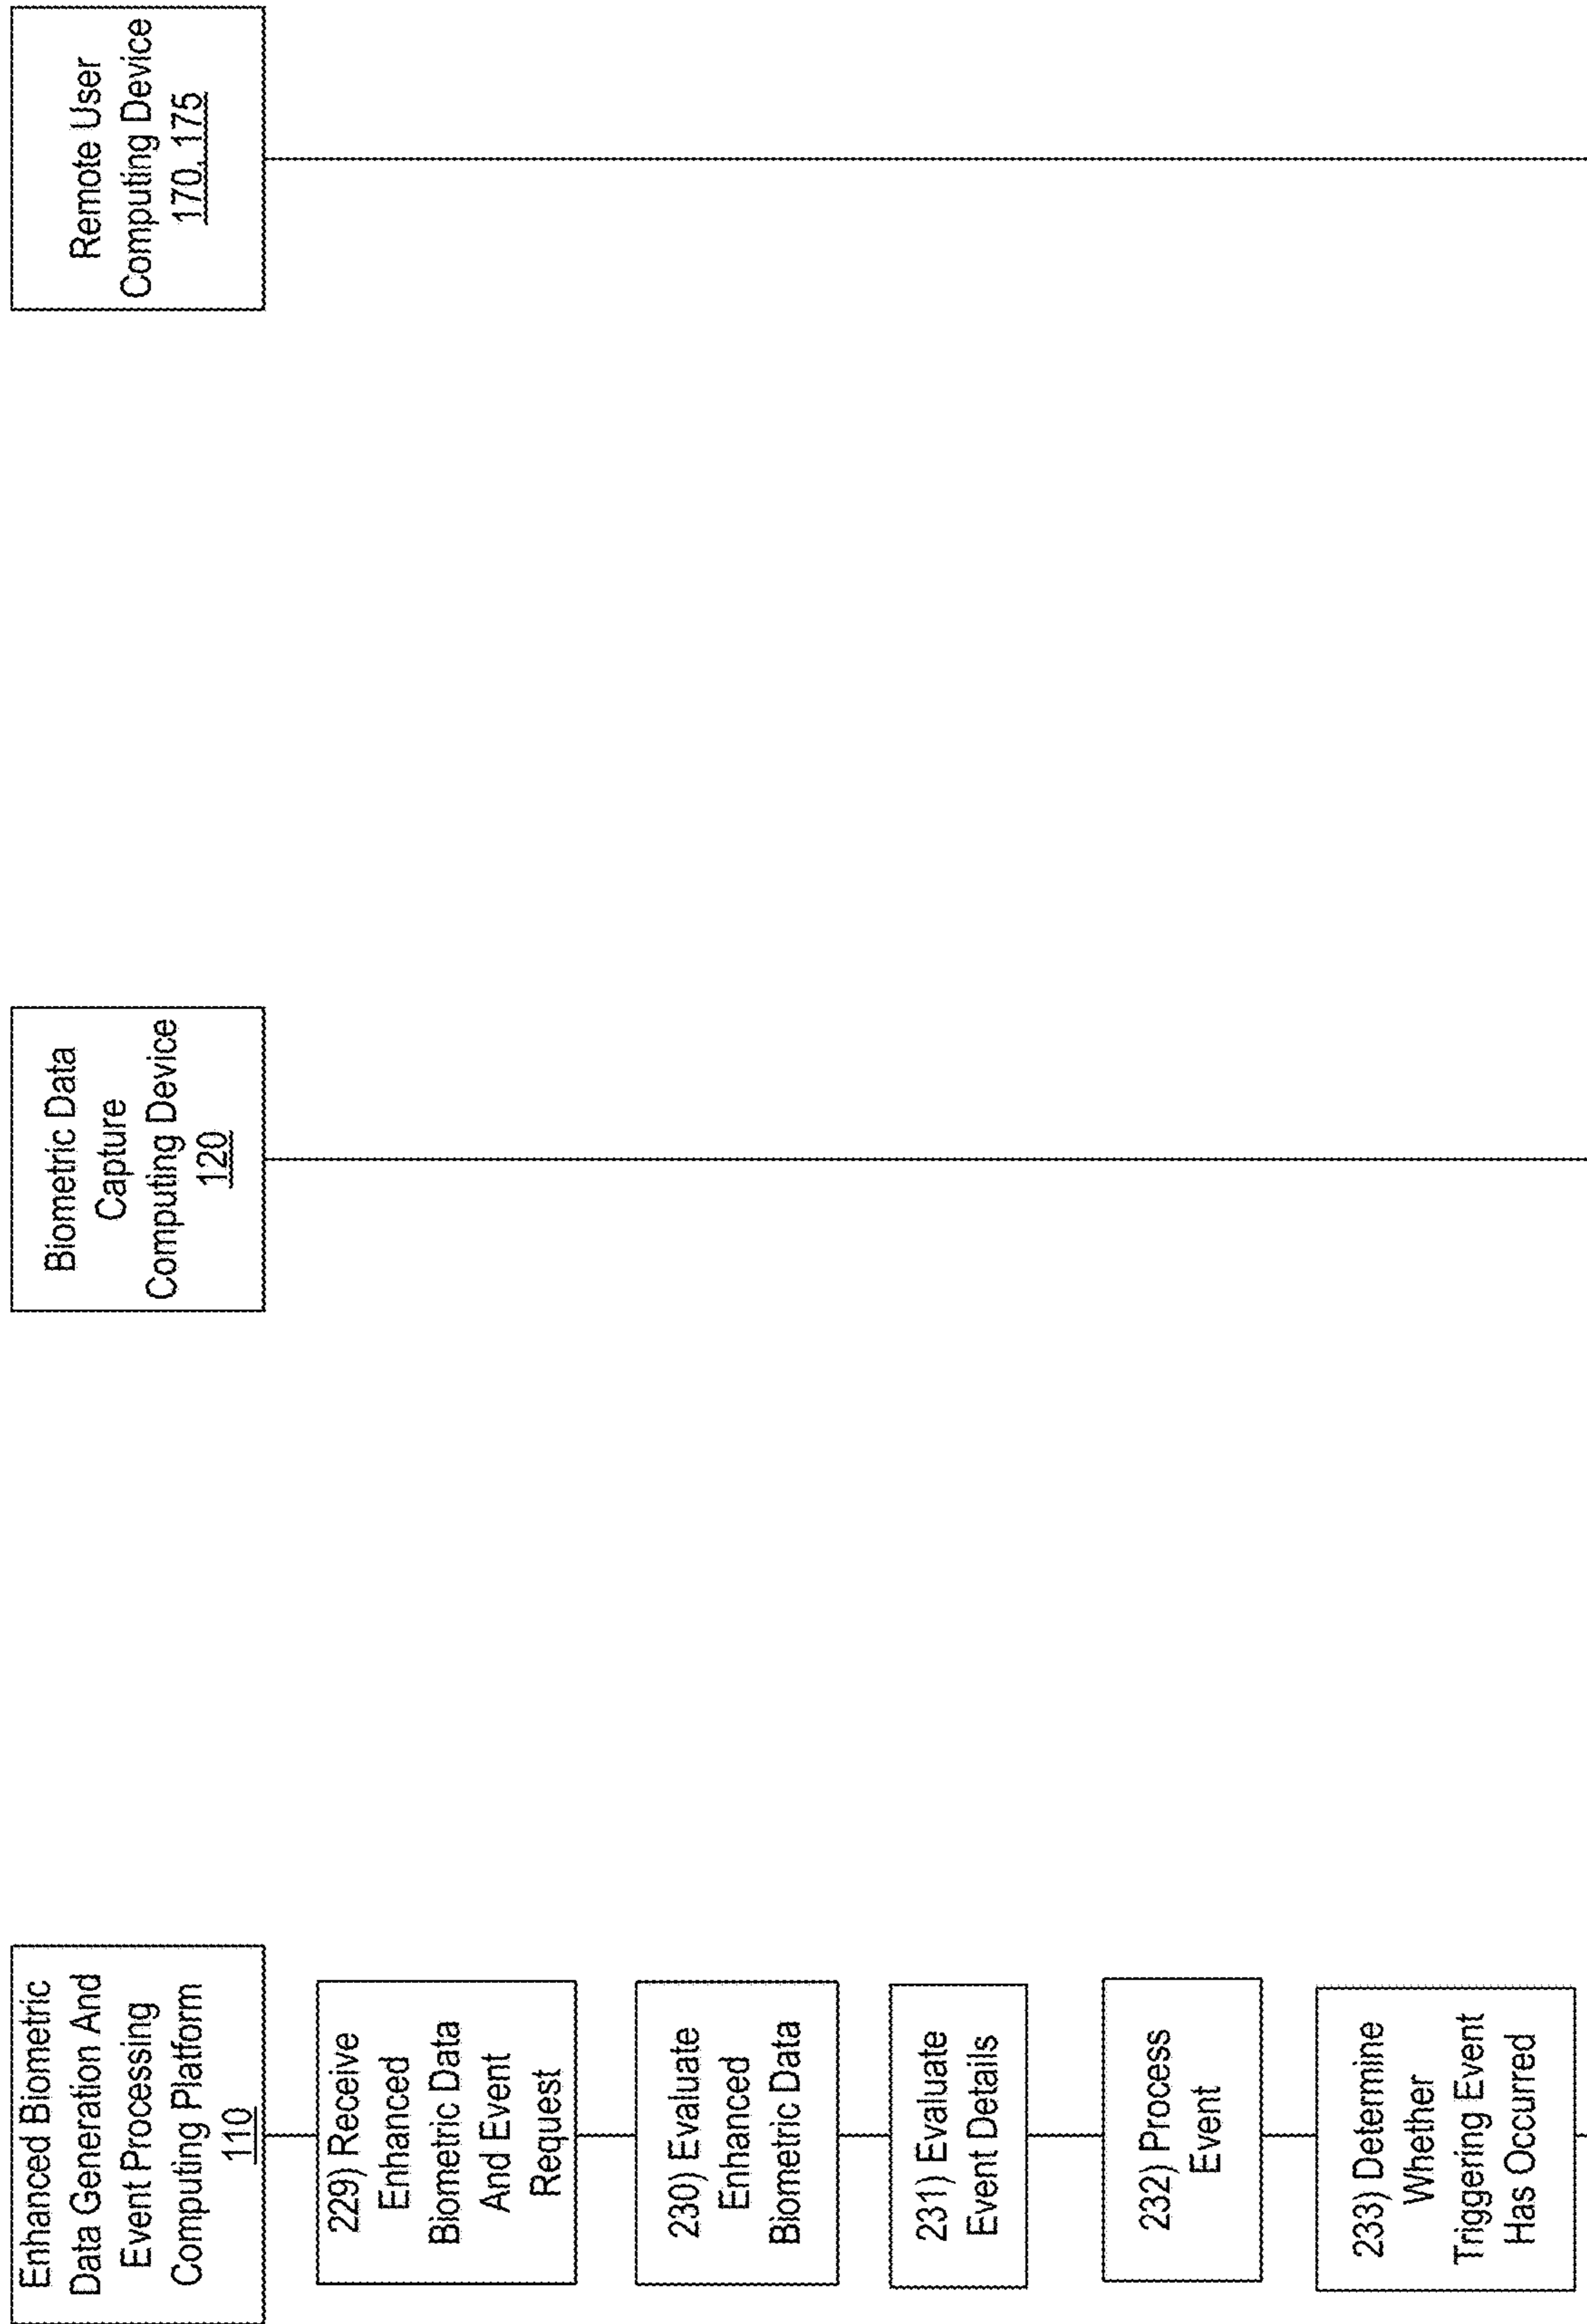 Enhanced Biometric
Data Generation And
Event Processing
Computing Platform
110
Biometric Data
Capture
Computing Device
120
Remote User
Computing Device
170, 175
229) Receive
Enhanced
Biometric Data
And Event
Request
230) Evaluate
Enhanced
Biometric Data
231) Evaluate
Event Details
232) Process
Event
233) Determine
Whether
Triggering Event
Has Occurred